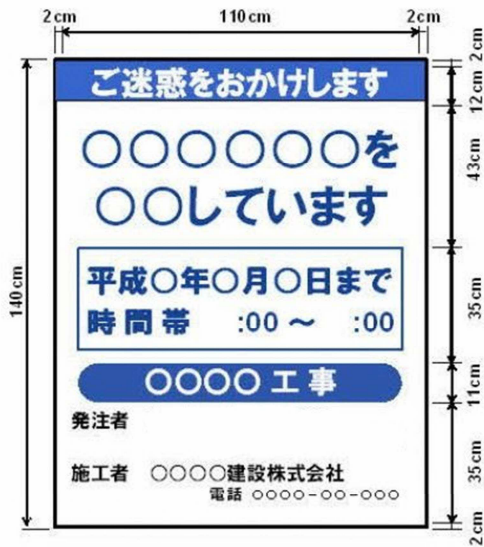 2cm 110cm 2cm
2cm
ご迷惑をおかけします
12cm
○○○○○○を
○○しています
43cm
140cm
平成○年○月○日まで
時間帯 :00 ～ :00
35cm
○○○○工事
11cm
発注者
施工者 ○○○○建設株式会社
電話 ○○○○-○○-○○○
35cm
2cm